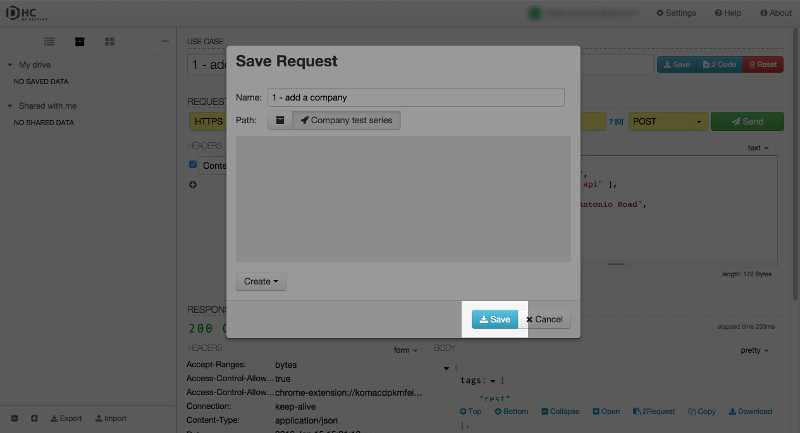 DHC
BY RESTLET
Settings
Help
About
My drive
NO SAVED DATA
Shared with me
NO SHARED DATA
Export
Import
USE CASE
1 - add
Save
2 Code
Reset
REQUEST
HTTPS
? [0]
POST
Send
HEADERS
Conte
text
",
api" ],
Antonio Road",
length: 172 Bytes
Save Request
Name:
1 - add a company
Path:
Company test series
Create
Save
Cancel
RESPONS
200 O
elapsed time 233ms
HEADERS
form
BODY
pretty
Accept-Ranges: bytes
Access-Control-Allow... true
Access-Control-Allow... chrome-extension://komacdpkmfei...
Connection: keep-alive
Content-Type: application/json
{
tags: [
"rest"
],
Top
Bottom
Collapse
Open
2Request
Copy
Download